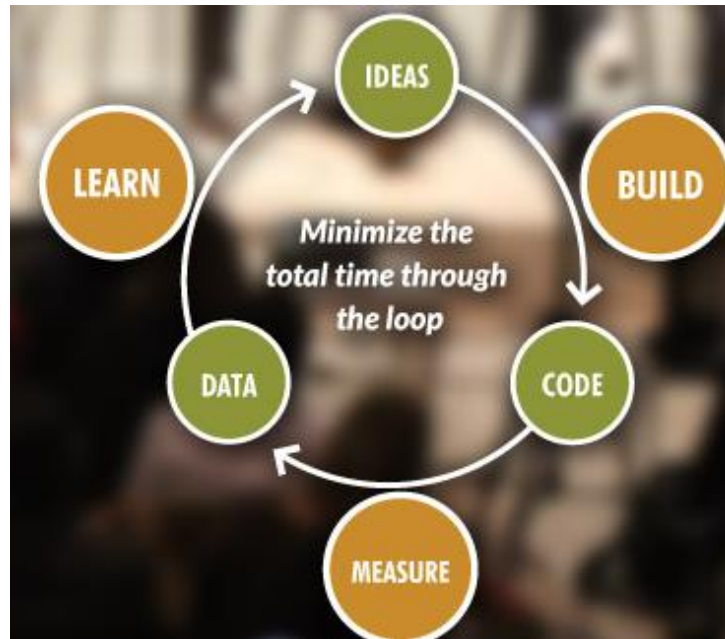 IDEAS
LEARN
BUILD
Minimize the
total time through
the loop
DATA
CODE
MEASURE